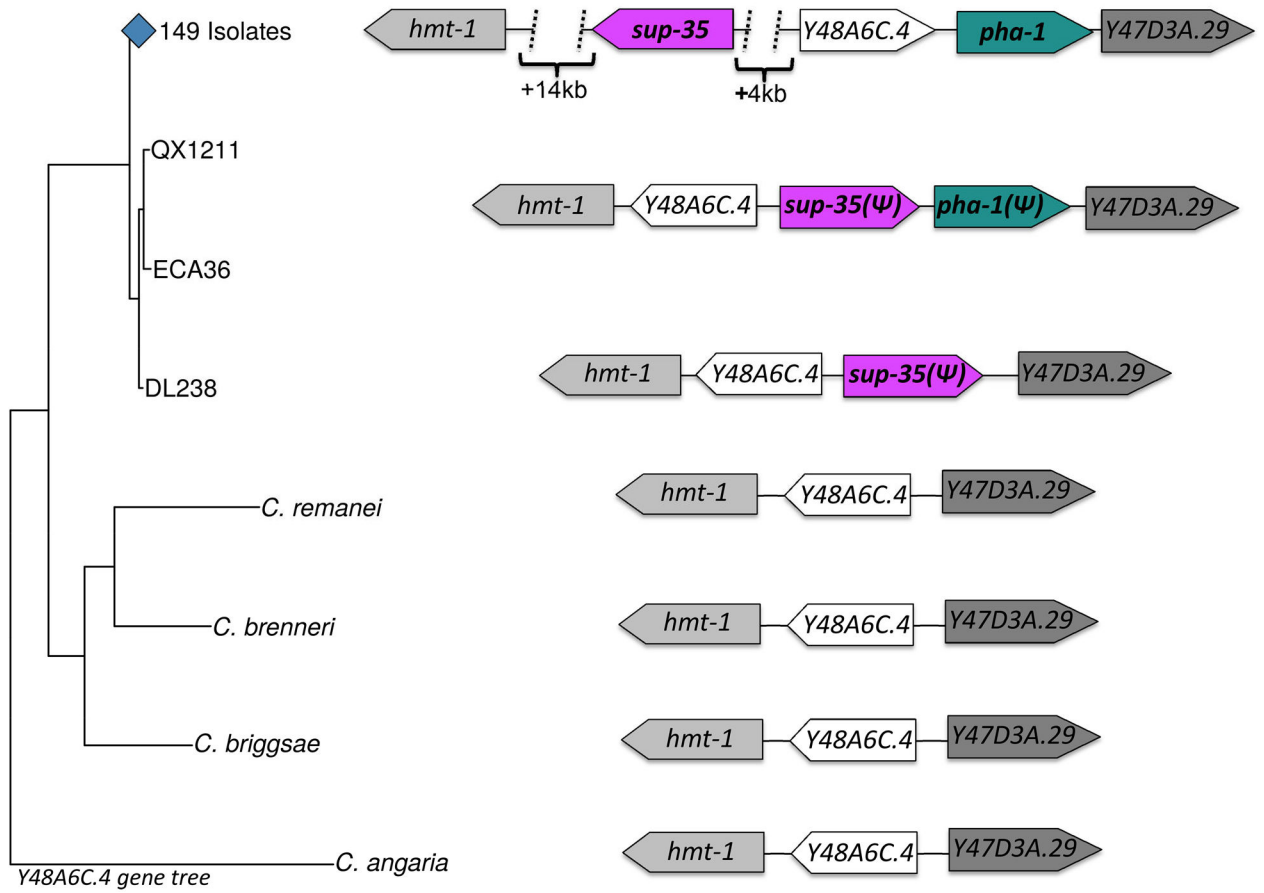 149 Isolates
hmt-1 sup-35 Y48A6C.4 pha-1 Y47D3A.29
+14kb +4kb
QX1211
hmt-1 Y48A6C.4 sup-35(Ψ) pha-1(Ψ) Y47D3A.29
ECA36
DL238
hmt-1 Y48A6C.4 sup-35(Ψ) Y47D3A.29
C. remanei
hmt-1 Y48A6C.4 Y47D3A.29
C. brenneri
hmt-1 Y48A6C.4 Y47D3A.29
C. briggsae
hmt-1 Y48A6C.4 Y47D3A.29
C. angaria
hmt-1 Y48A6C.4 Y47D3A.29
Y48A6C.4 gene tree